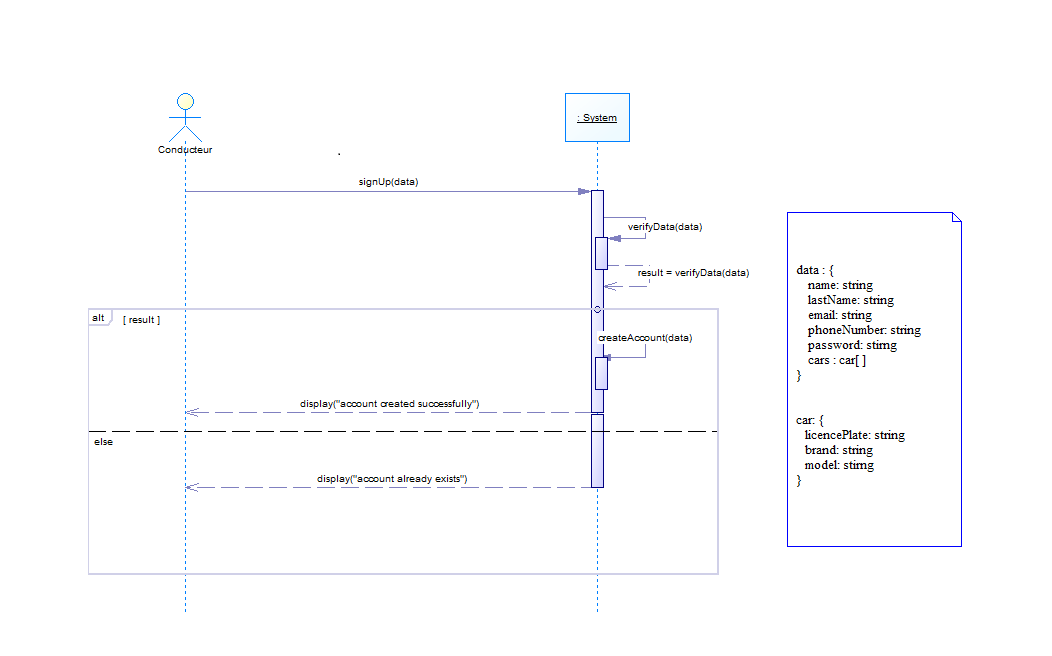 Conducteur
: System
signUp(data)
verifyData(data)
result = verifyData(data)
alt
[ result ]
createAccount(data)
display("account created successfully")
else
display("account already exists")
data : {
name: string
lastName: string
email: string
phoneNumber: string
password: stirng
cars : car[ ]
}
car: {
licencePlate: string
brand: string
model: stirng
}